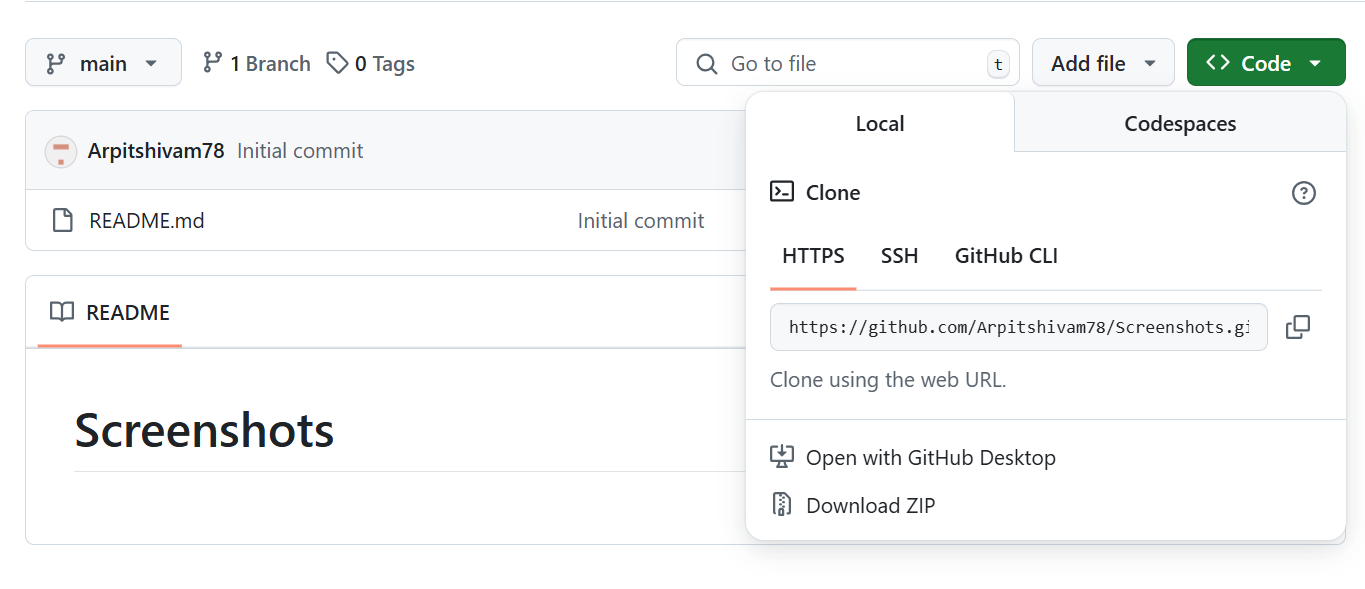 main 1 Branch 0 Tags Go to file t Add file Code
Local Codespaces
Arpitshivam78 Initial commit
Clone
README.md Initial commit
HTTPS SSH GitHub CLI
README
https://github.com/Arpitshivam78/Screenshots.gi
Clone using the web URL.
Screenshots
Open with GitHub Desktop
Download ZIP